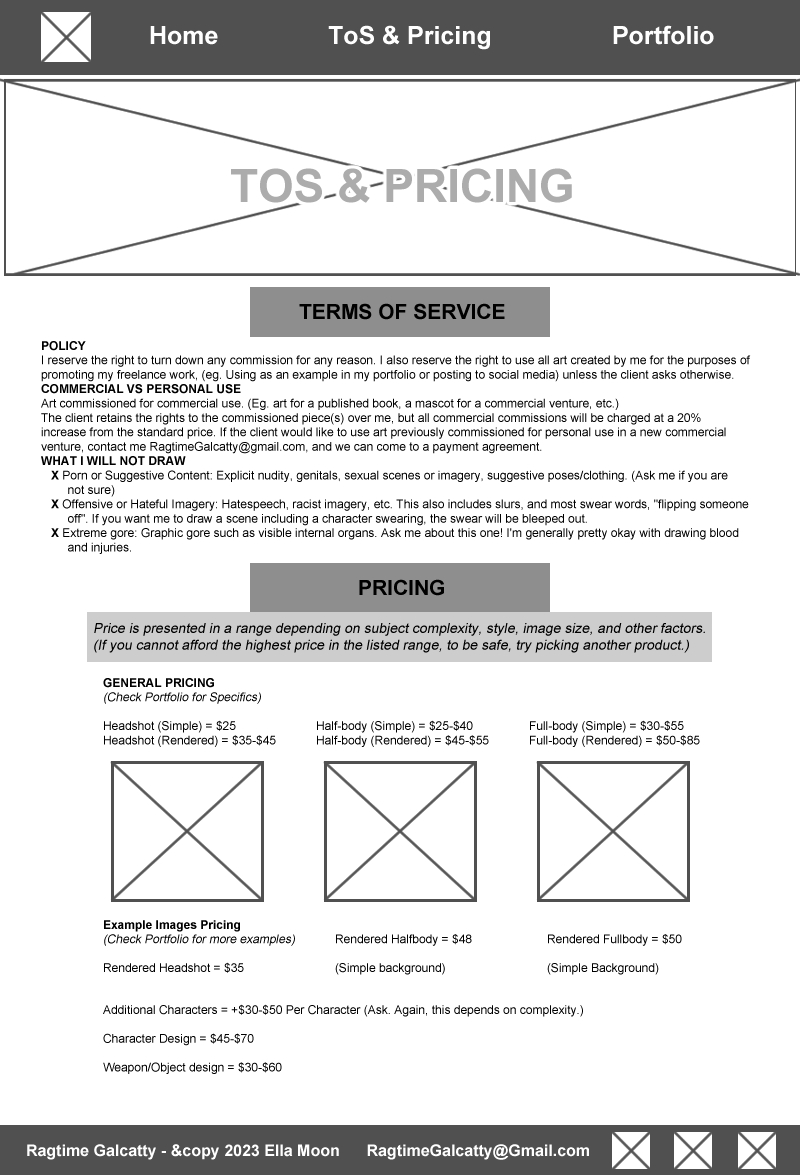 Home ToS & Pricing Portfolio
TOS & PRICING
TERMS OF SERVICE
POLICY
I reserve the right to turn down any commission for any reason. I also reserve the right to use all art created by me for the purposes of
promoting my freelance work, (eg. Using as an example in my portfolio or posting to social media) unless the client asks otherwise.
COMMERCIAL VS PERSONAL USE
Art commissioned for commercial use. (Eg. art for a published book, a mascot for a commercial venture, etc.)
The client retains the rights to the commissioned piece(s) over me, but all commercial commissions will be charged at a 20%
increase from the standard price. If the client would like to use art previously commissioned for personal use in a new commercial
venture, contact me RagtimeGalcatty@gmail.com, and we can come to a payment agreement.
WHAT I WILL NOT DRAW
X Porn or Suggestive Content: Explicit nudity, genitals, sexual scenes or imagery, suggestive poses/clothing. (Ask me if you are
not sure)
X Offensive or Hateful Imagery: Hatespeech, racist imagery, etc. This also includes slurs, and most swear words, "flipping someone
off". If you want me to draw a scene including a character swearing, the swear will be bleeped out.
X Extreme gore: Graphic gore such as visible internal organs. Ask me about this one! I'm generally pretty okay with drawing blood
and injuries.
PRICING
Price is presented in a range depending on subject complexity, style, image size, and other factors.
(If you cannot afford the highest price in the listed range, to be safe, try picking another product.)
GENERAL PRICING
(Check Portfolio for Specifics)
Headshot (Simple) = $25 Half-body (Simple) = $25-$40 Full-body (Simple) = $30-$55
Headshot (Rendered) = $35-$45 Half-body (Rendered) = $45-$55 Full-body (Rendered) = $50-$85
Example Images Pricing
(Check Portfolio for more examples) Rendered Halfbody = $48 Rendered Fullbody = $50
Rendered Headshot = $35 (Simple background) (Simple Background)
Additional Characters = +$30-$50 Per Character (Ask. Again, this depends on complexity.)
Character Design = $45-$70
Weapon/Object design = $30-$60
Ragtime Galcatty - &copy 2023 Ella Moon RagtimeGalcatty@Gmail.com